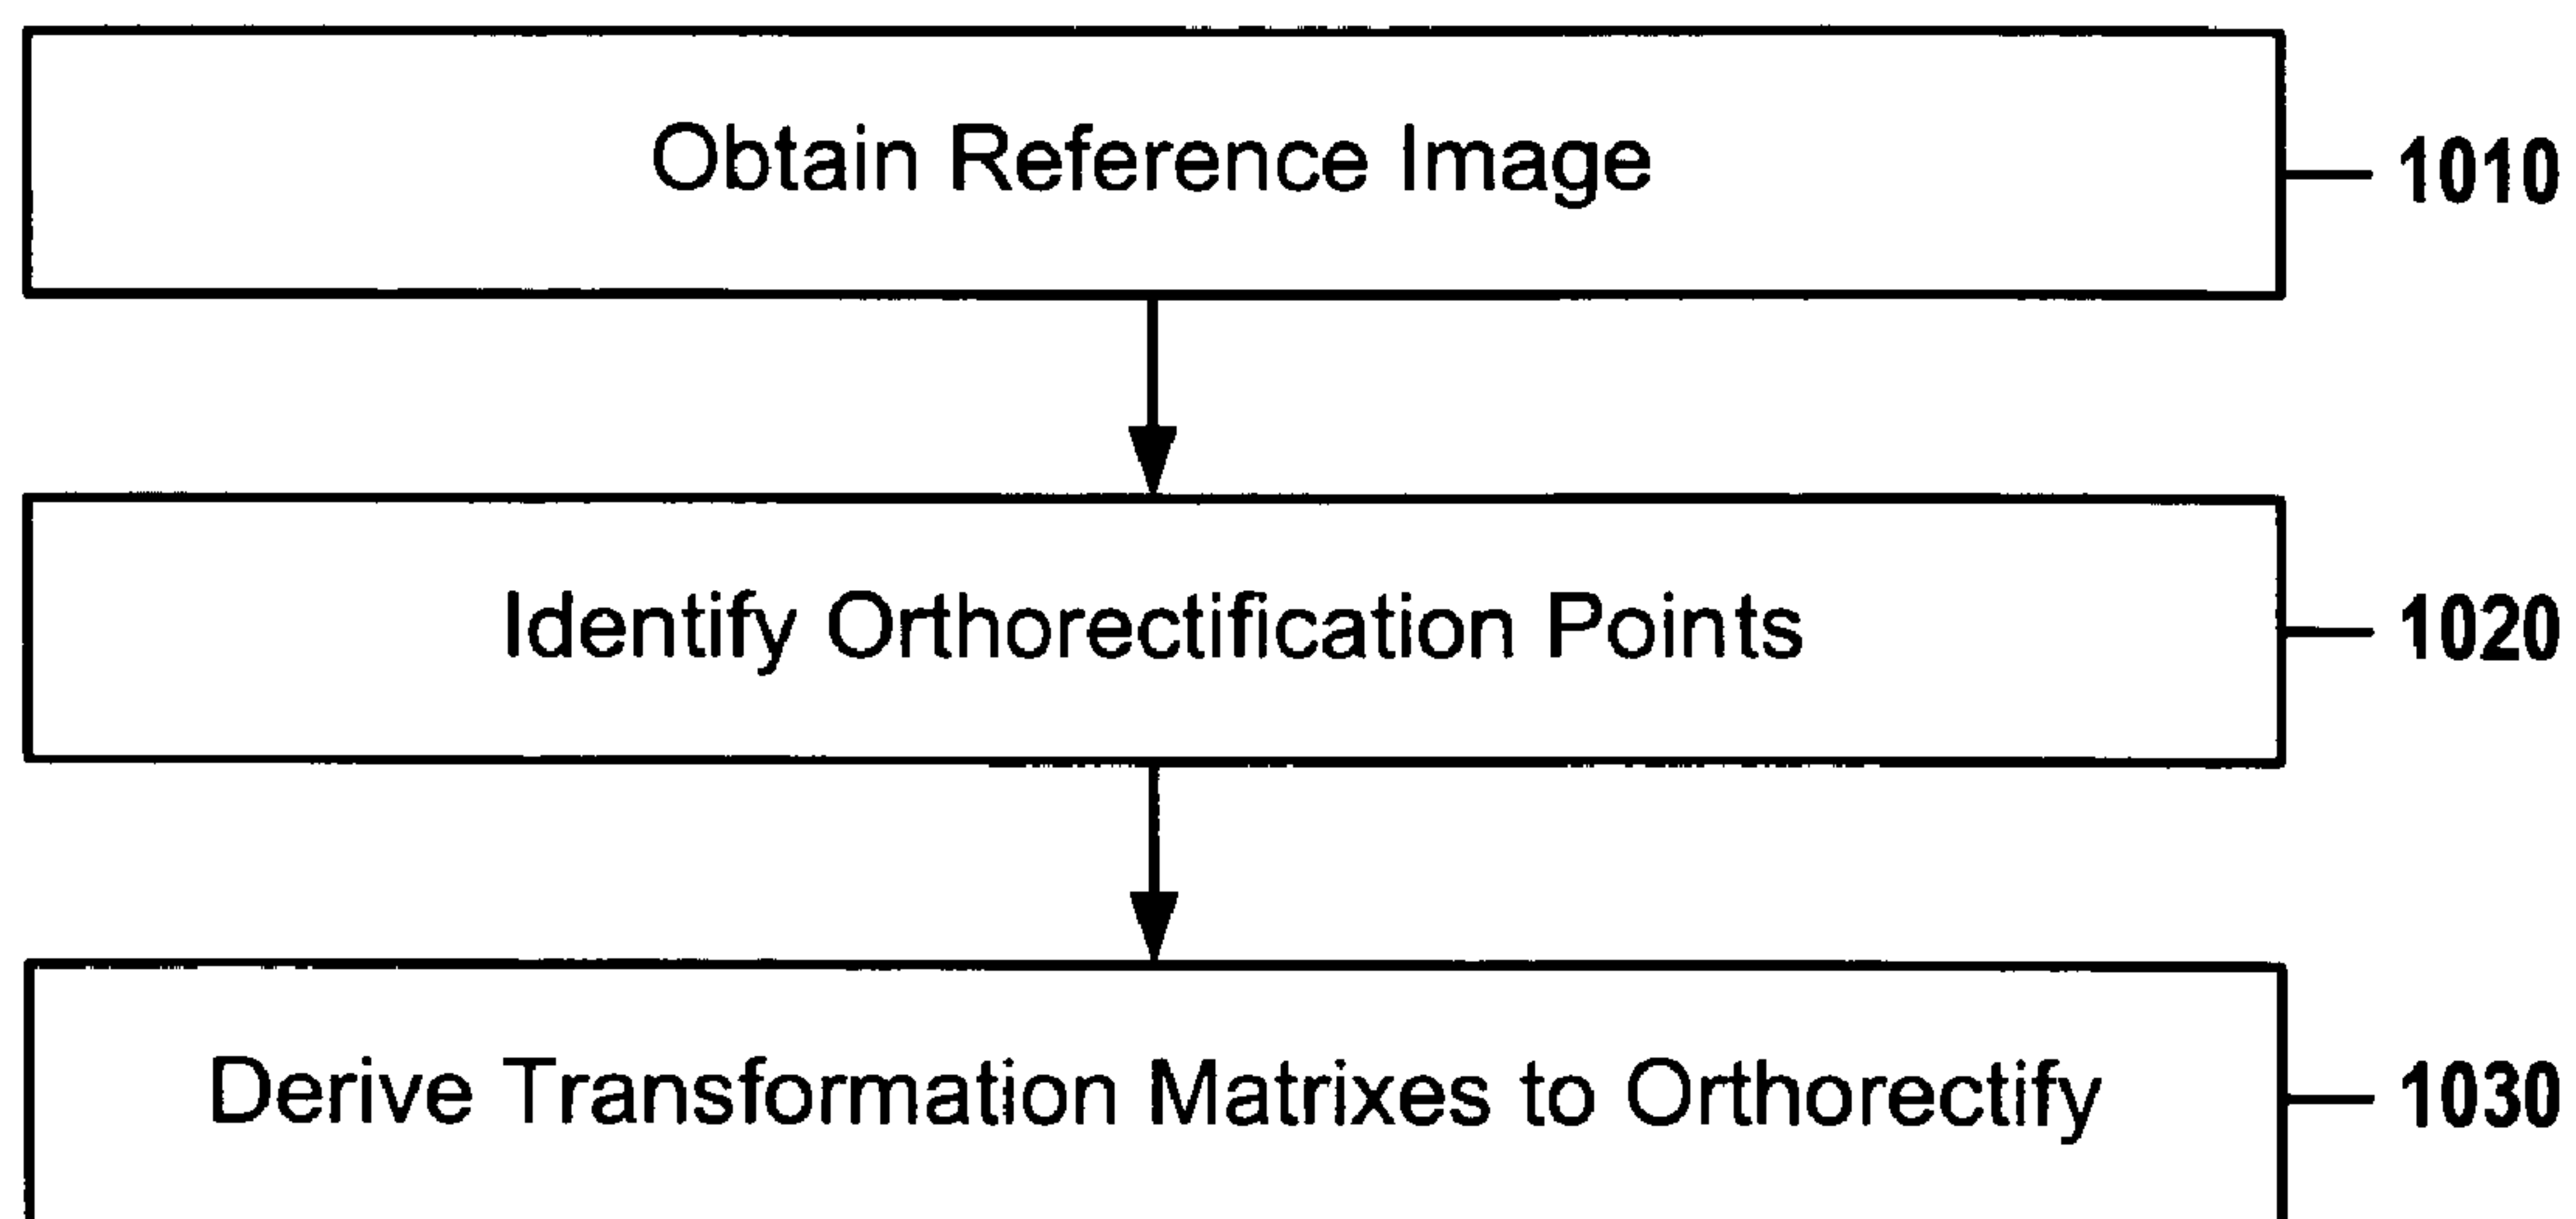 Obtain Reference Image
1010
Identify Orthorectification Points
1020
Derive Transformation Matrixes to Orthorectify
1030